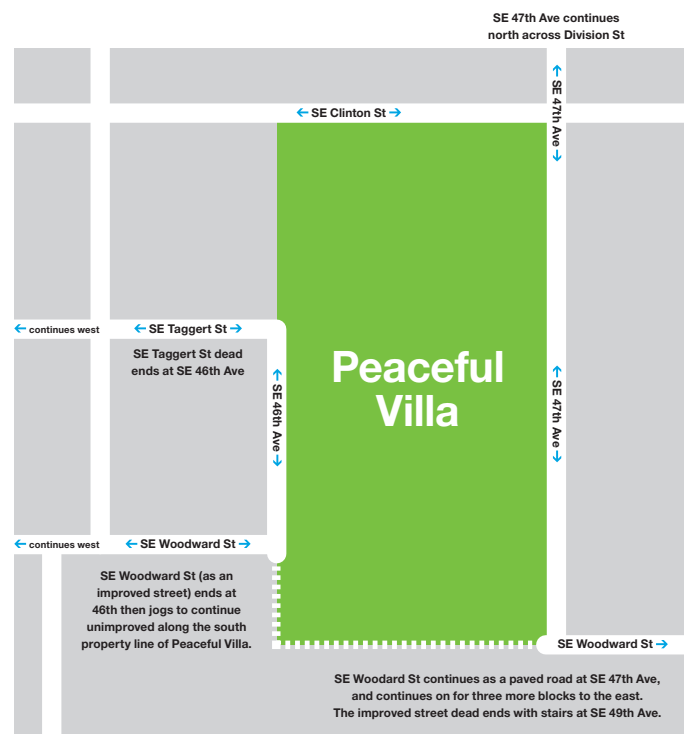 SE 47th Ave continues
north across Division St
SE Clinton St
SE 47th Ave
continues west
SE Taggert St
SE Taggert St dead
ends at SE 46th Ave
Peaceful
Villa
SE 46th Ave
SE 47th Ave
continues west
SE Woodward St
SE Woodward St (as an
improved street) ends at
46th then jogs to continue
unimproved along the south
property line of Peaceful Villa.
SE Woodward St
SE Woodard St continues as a paved road at SE 47th Ave,
and continues on for three more blocks to the east.
The improved street dead ends with stairs at SE 49th Ave.